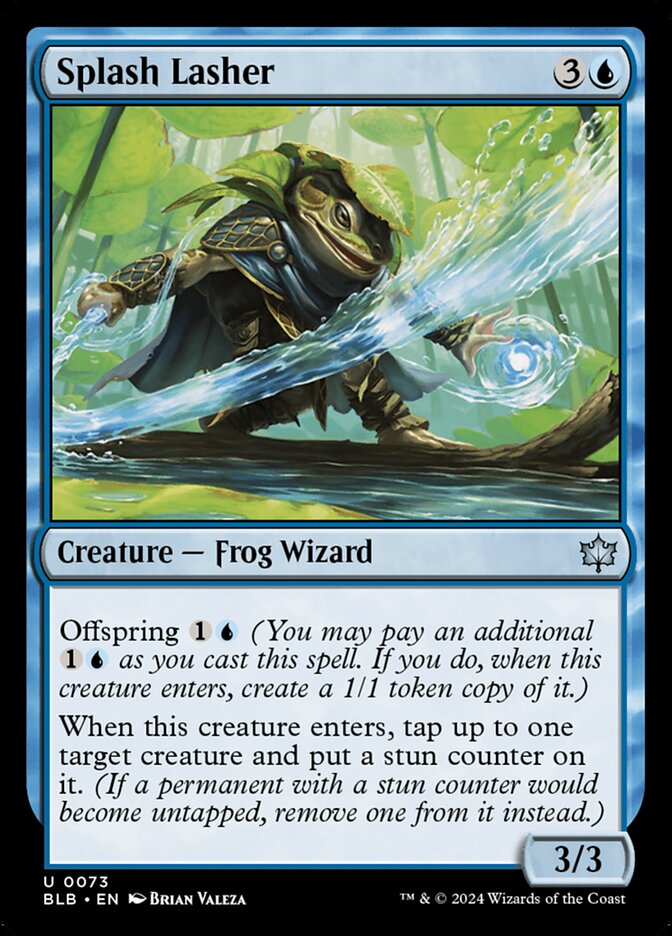 Splash Lasher 3
Creature — Frog Wizard
Offspring 1 (You may pay an additional
1 as you cast this spell. If you do, when this
creature enters, create a 1/1 token copy of it.)
When this creature enters, tap up to one
target creature and put a stun counter on
it. (If a permanent with a stun counter would
become untapped, remove one from it instead.)
3/3
U 0073
BLB • EN Brian Valeza
™ & © 2024 Wizards of the Coast